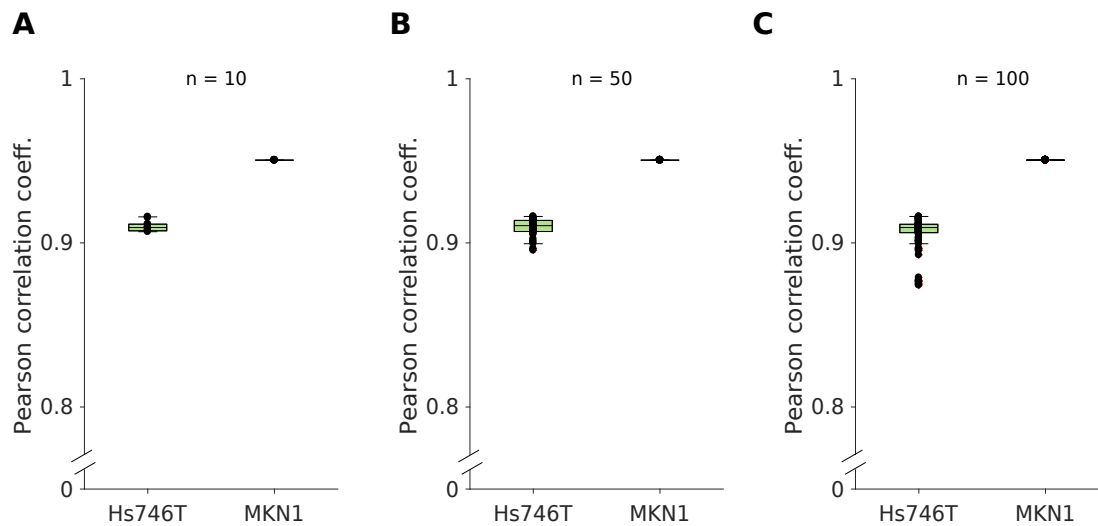 A
n = 10
Pearson correlation coeff.
1
0.9
0.8
0
Hs746T MKN1
B
n = 50
Pearson correlation coeff.
1
0.9
0.8
0
Hs746T MKN1
C
n = 100
Pearson correlation coeff.
1
0.9
0.8
0
Hs746T MKN1